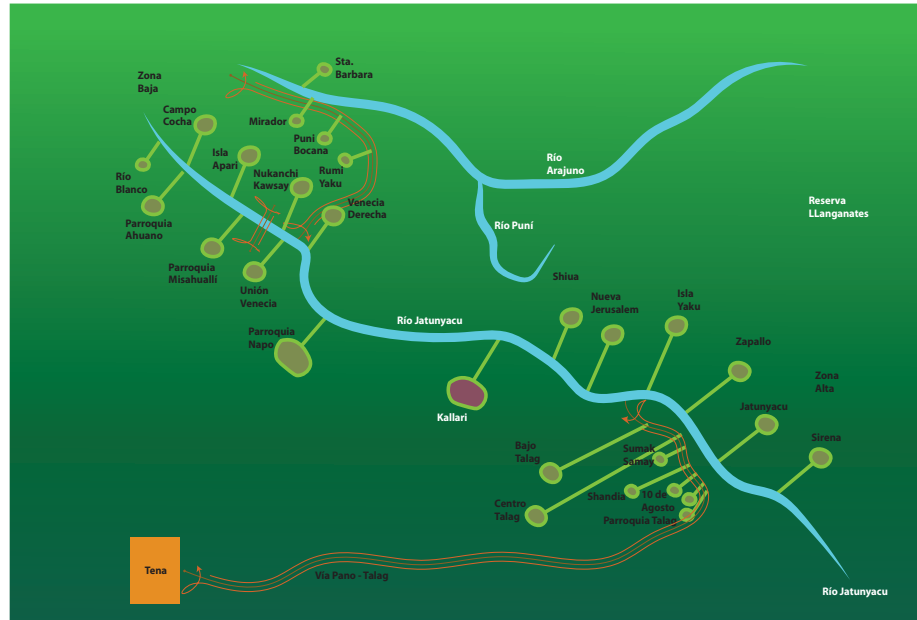 Sta.
Barbara
Zona
Baja
Campo
Cocha
Mirador
Puni
Bocana
Isla
Apari
Nukanchi
Kawsay
Rumi
Yaku
Río
Blanco
Río
Arajuno
Venecia
Derecha
Reserva
LLanganates
Parroquia
Ahuano
Río Puní
Parroquia
Misahuallí
Unión
Venecia
Shiua
Nueva
Jerusalem
Isla
Yaku
Río Jatunyacu
Parroquia
Napo
Zapallo
Zona
Alta
Kallari
Jatunyacu
Sirena
Bajo
Talag
Sumak
Samay
Centro
Talag
Shandia
10 de
Agosto
Parroquia Talag
Tena
Vía Pano - Talag
Río Jatunyacu